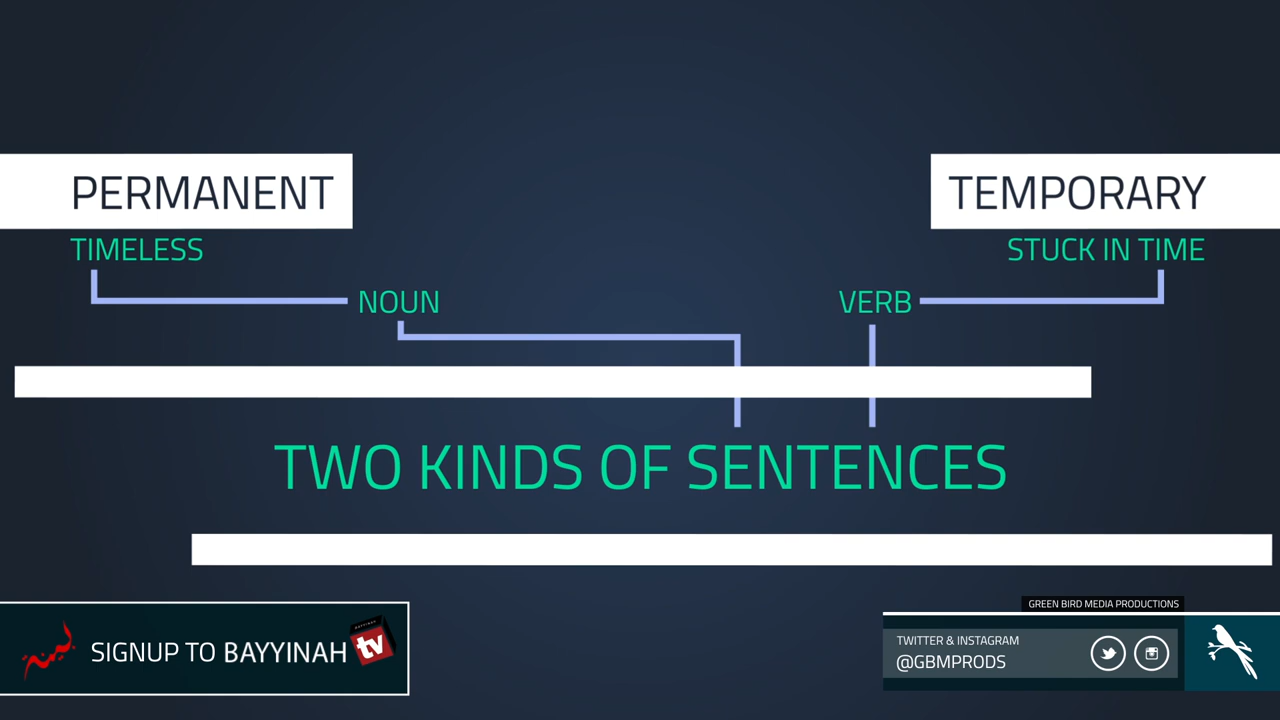 PERMANENT
TEMPORARY
TIMELESS
STUCK IN TIME
NOUN
VERB
TWO KINDS OF SENTENCES
GREEN BIRD MEDIA PRODUCTIONS
SIGNUP TO BAYYINAH
BAYYINAH
tv
TWITTER & INSTAGRAM
@GBMPRODS